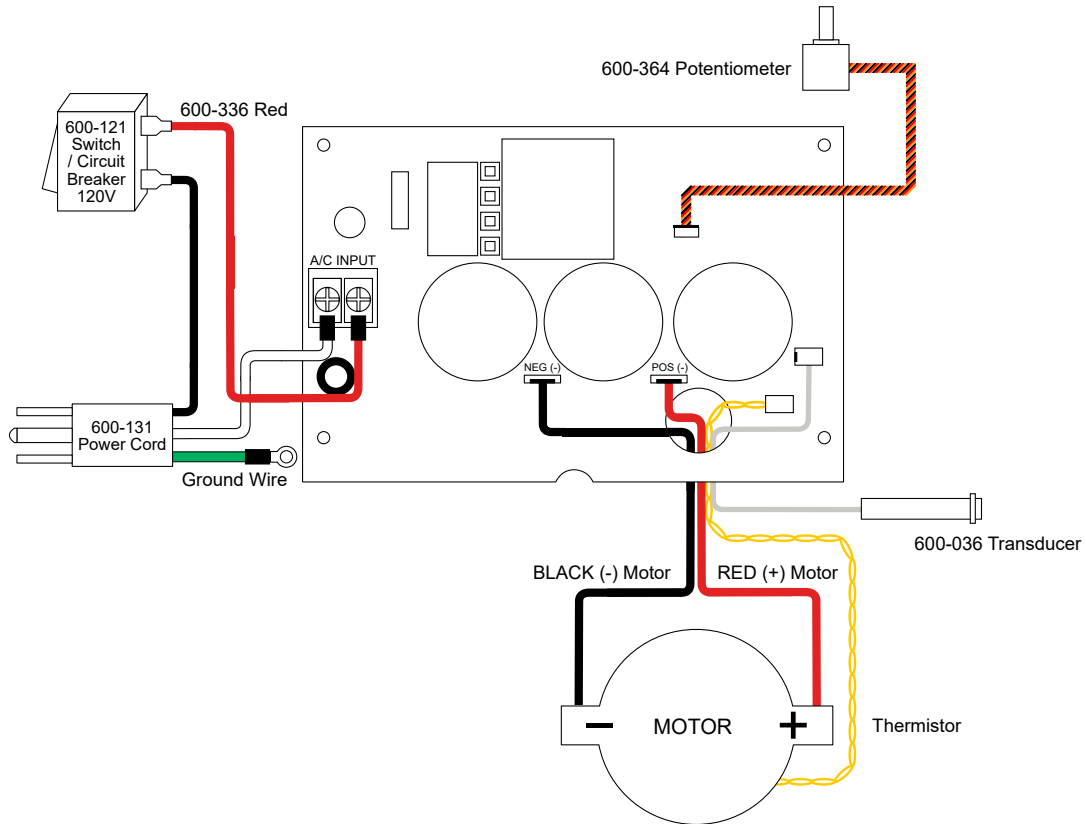 600-364 Potentiometer
600-336 Red
600-121
Switch
/ Circuit
Breaker
120V
A/C INPUT
NEG (-)
POS (-)
600-131
Power Cord
Ground Wire
600-036 Transducer
BLACK (-) Motor
RED (+) Motor
MOTOR
Thermistor